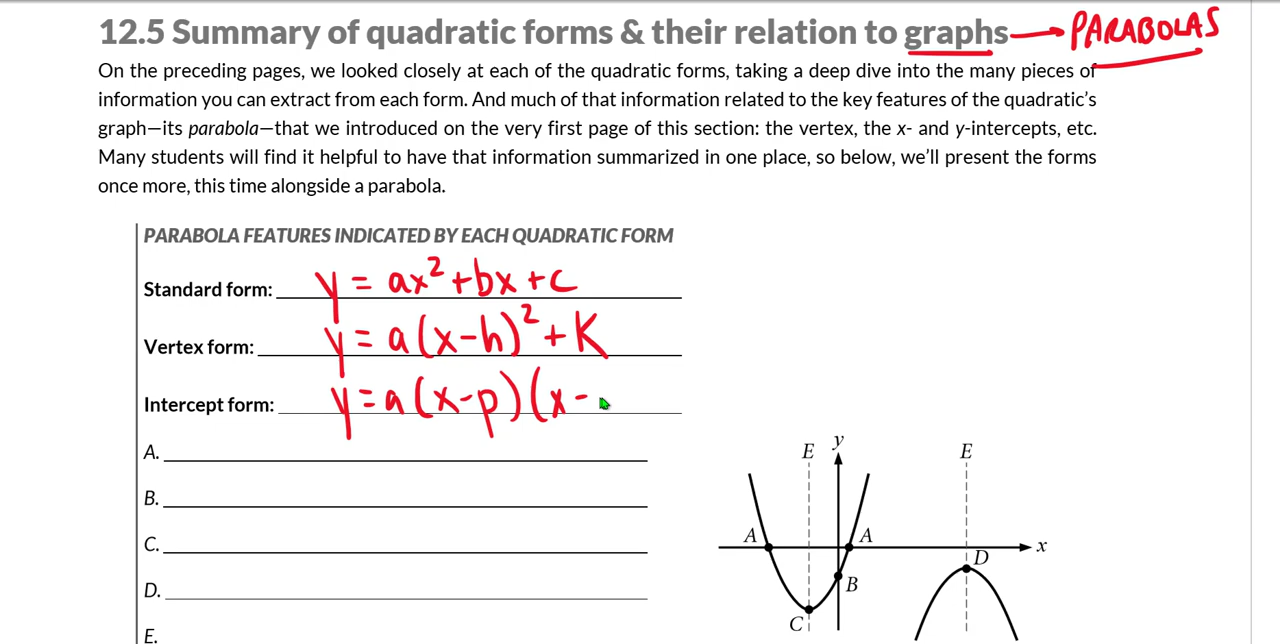 12.5 Summary of quadratic forms & their relation to graphs → PARABOLAS
On the preceding pages, we looked closely at each of the quadratic forms, taking a deep dive into the many pieces of
information you can extract from each form. And much of that information related to the key features of the quadratic's
graph—its parabola—that we introduced on the very first page of this section: the vertex, the x- and y-intercepts, etc.
Many students will find it helpful to have that information summarized in one place, so below, we'll present the forms
once more, this time alongside a parabola.
PARABOLA FEATURES INDICATED BY EACH QUADRATIC FORM
Standard form: y = ax² + bx + c
Vertex form: y = a(x-h)² + K
Intercept form: y = a(x-p)(x-
A.
B.
C.
D.
E.
E y E
A A x
D
B
C